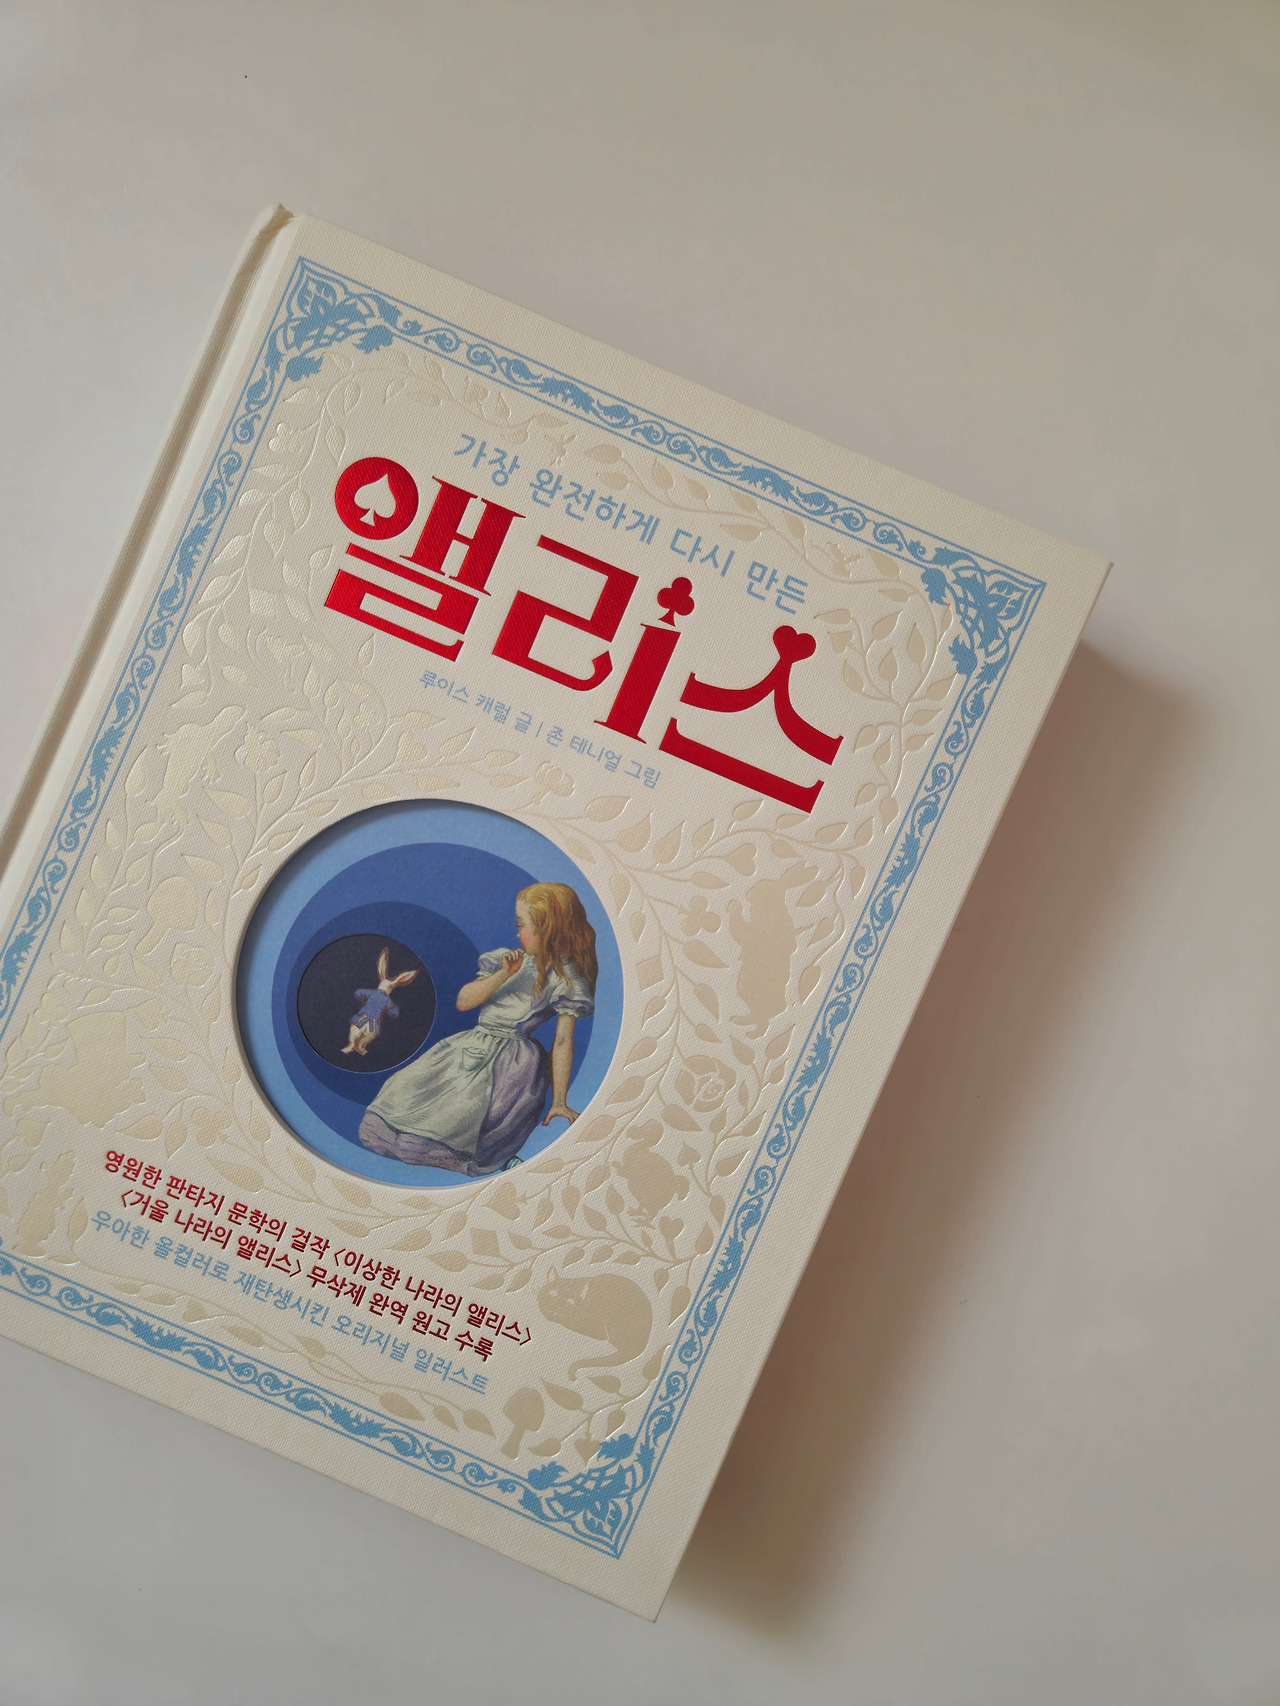 가장 완전하게 다시 만든
앨리스
루이스 캐럴 글 | 존 테니얼 그림
영원한 판타지 문학의 걸작 <이상한 나라의 앨리스>
<거울 나라의 앨리스> 무삭제 완역 원고 수록
우아한 올컬러로 재탄생시킨 오리지널 일러스트